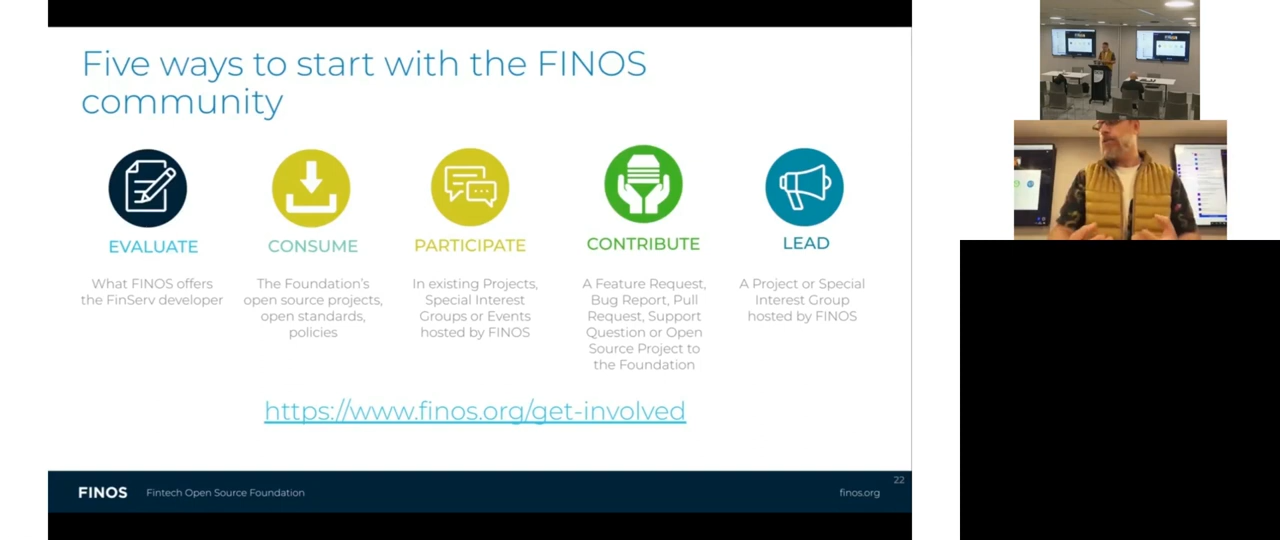 Five ways to start with the FINOS
community
EVALUATE
What FINOS offers
the FinServ developer
CONSUME
The Foundation's
open source projects,
open standards,
policies
PARTICIPATE
In existing Projects,
Special Interest
Groups or Events
hosted by FINOS
CONTRIBUTE
A Feature Request,
Bug Report, Pull
Request, Support
Question or Open
Source Project to
the Foundation
LEAD
A Project or Special
Interest Group
hosted by FINOS
https://www.finos.org/get-involved
22
FINOS
Fintech Open Source Foundation
finos.org